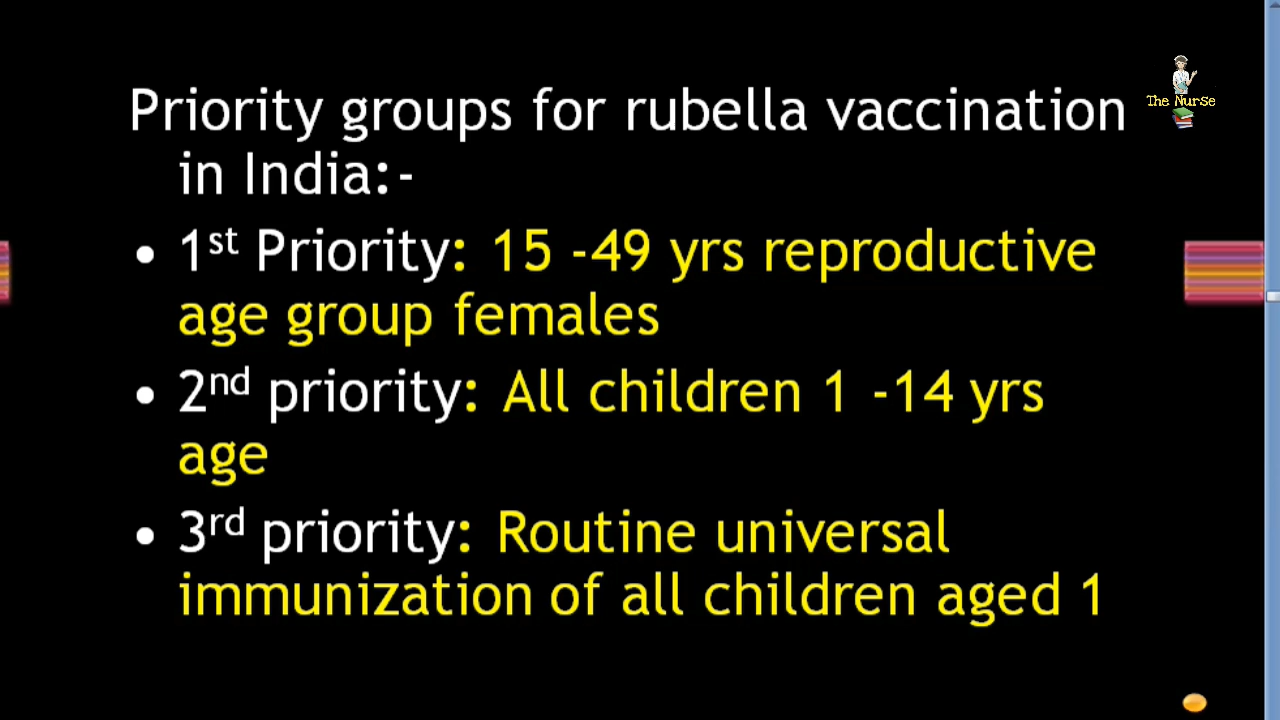 Priority groups for rubella vaccination
in India:-
• 1st Priority: 15 -49 yrs reproductive
age group females
• 2nd priority: All children 1 -14 yrs
age
• 3rd priority: Routine universal
immunization of all children aged 1
The Nurse